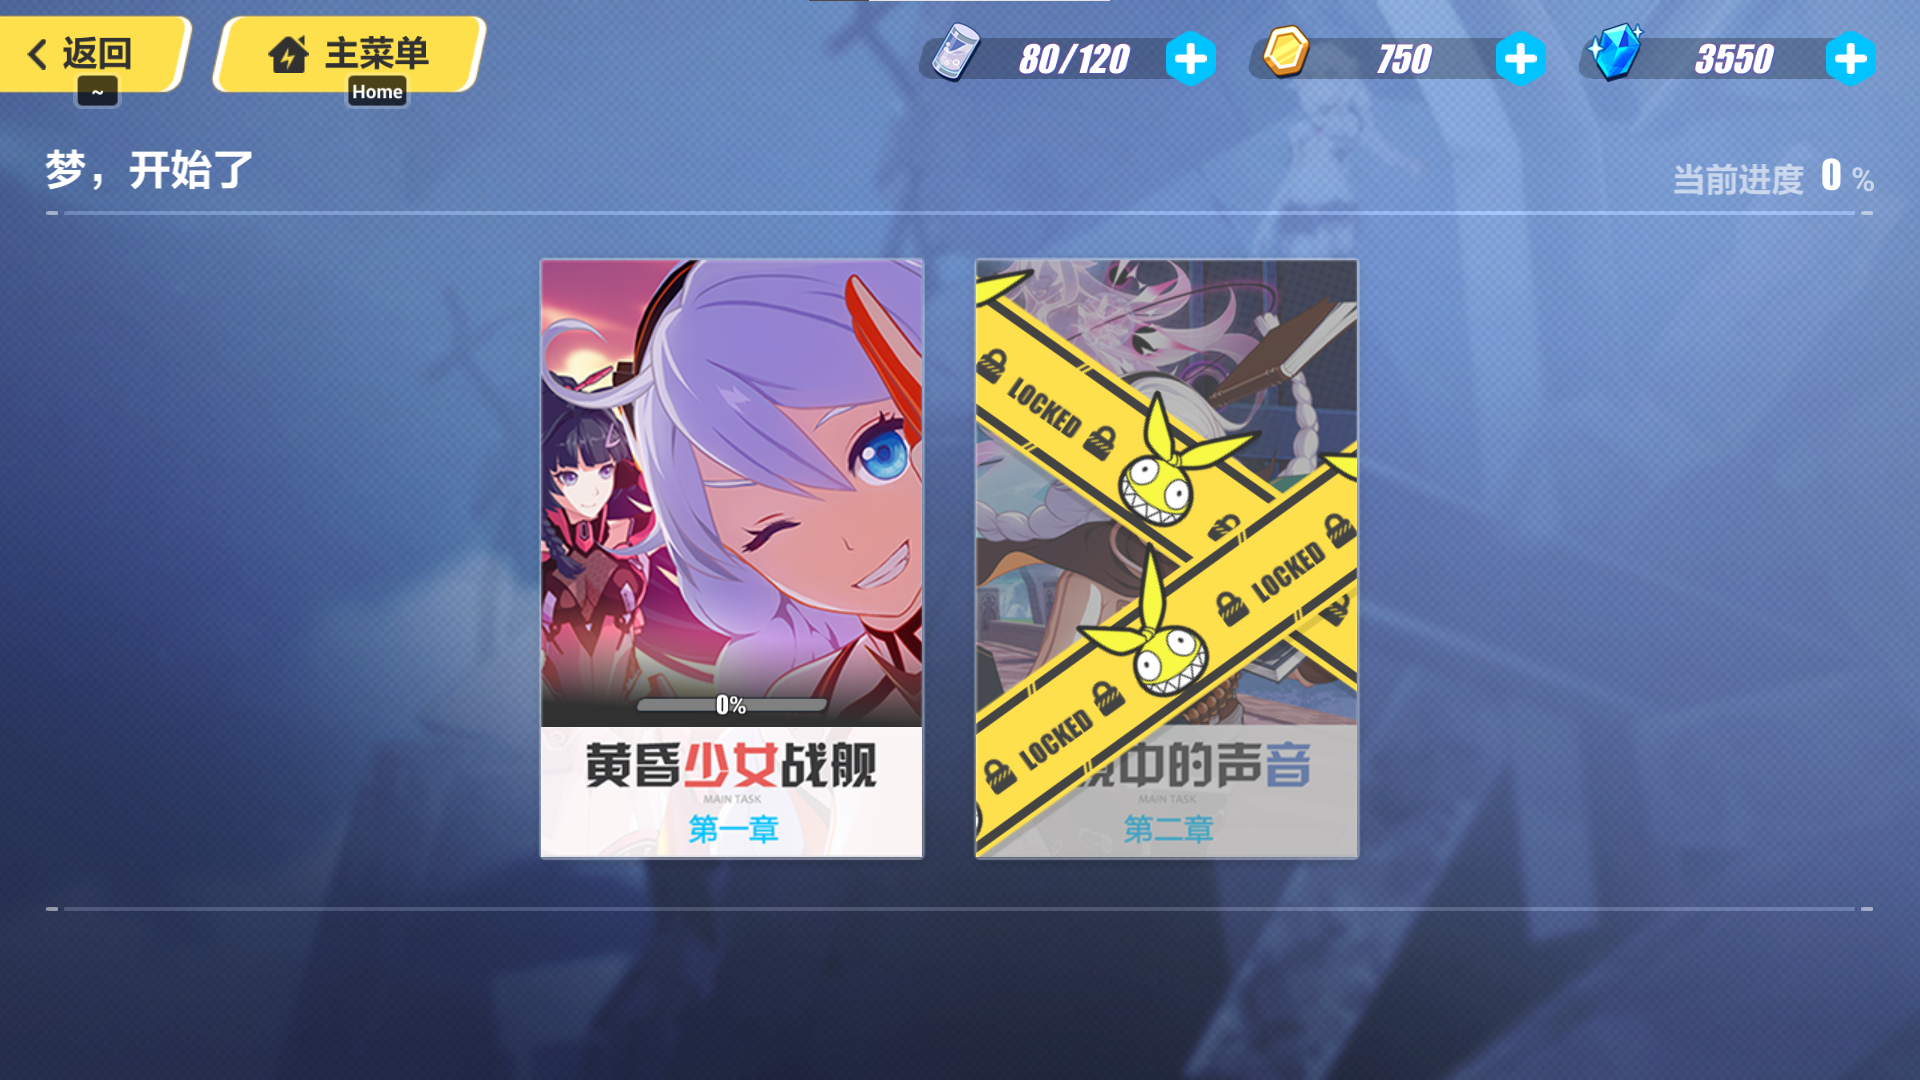 返回
~
主菜单
Home
80/120
750
3550
梦，开始了
当前进度 0 %
0%
黄昏少女战舰
MAIN TASK
第一章
LOCKED
LOCKED
LOCKED
中的声音
MAIN TASK
第二章